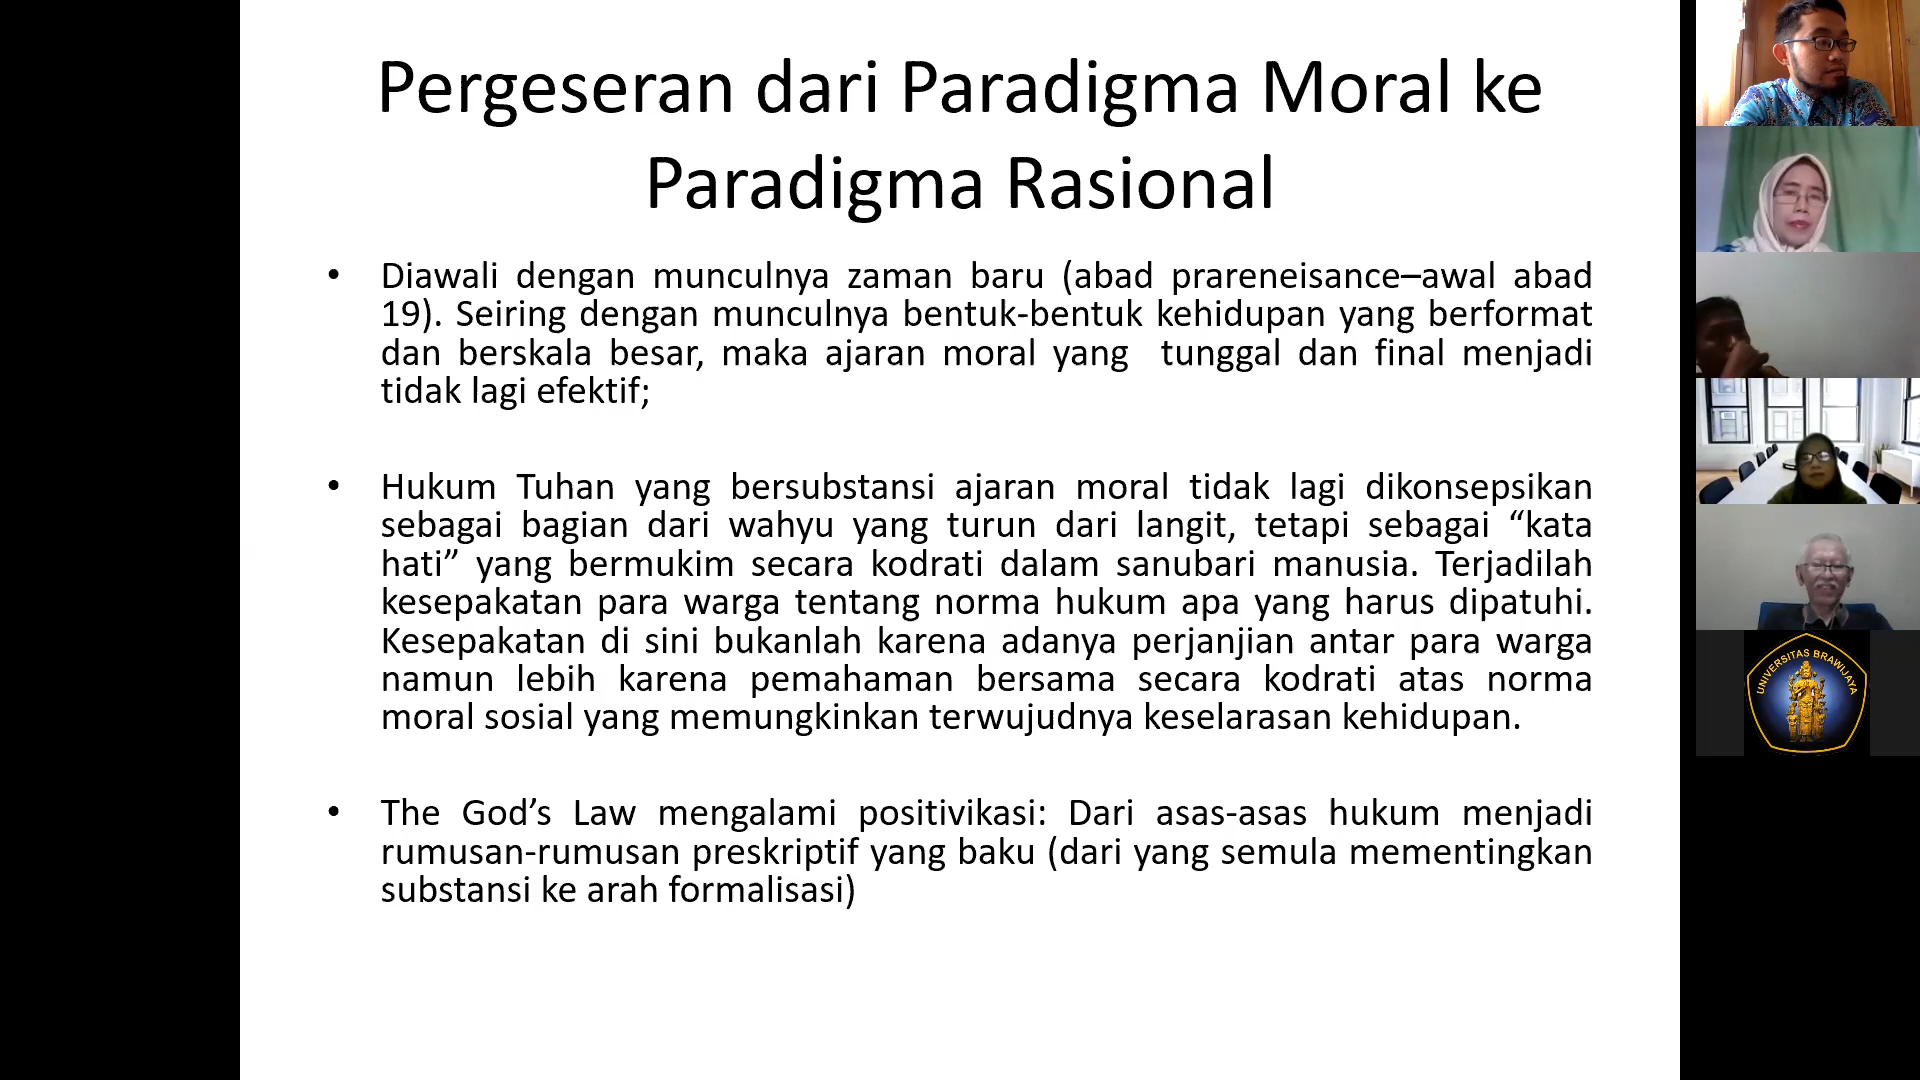 Pergeseran dari Paradigma Moral ke
Paradigma Rasional
• Diawali dengan munculnya zaman baru (abad prareneisance–awal abad
19). Seiring dengan munculnya bentuk-bentuk kehidupan yang berformat
dan berskala besar, maka ajaran moral yang tunggal dan final menjadi
tidak lagi efektif;
• Hukum Tuhan yang bersubstansi ajaran moral tidak lagi dikonsepsikan
sebagai bagian dari wahyu yang turun dari langit, tetapi sebagai “kata
hati” yang bermukim secara kodrati dalam sanubari manusia. Terjadilah
kesepakatan para warga tentang norma hukum apa yang harus dipatuhi.
Kesepakatan di sini bukanlah karena adanya perjanjian antar para warga
namun lebih karena pemahaman bersama secara kodrati atas norma
moral sosial yang memungkinkan terwujudnya keselarasan kehidupan.
• The God’s Law mengalami positivikasi: Dari asas-asas hukum menjadi
rumusan-rumusan preskriptif yang baku (dari yang semula mementingkan
substansi ke arah formalisasi)
UNIVERSITAS BRAWIJAYA